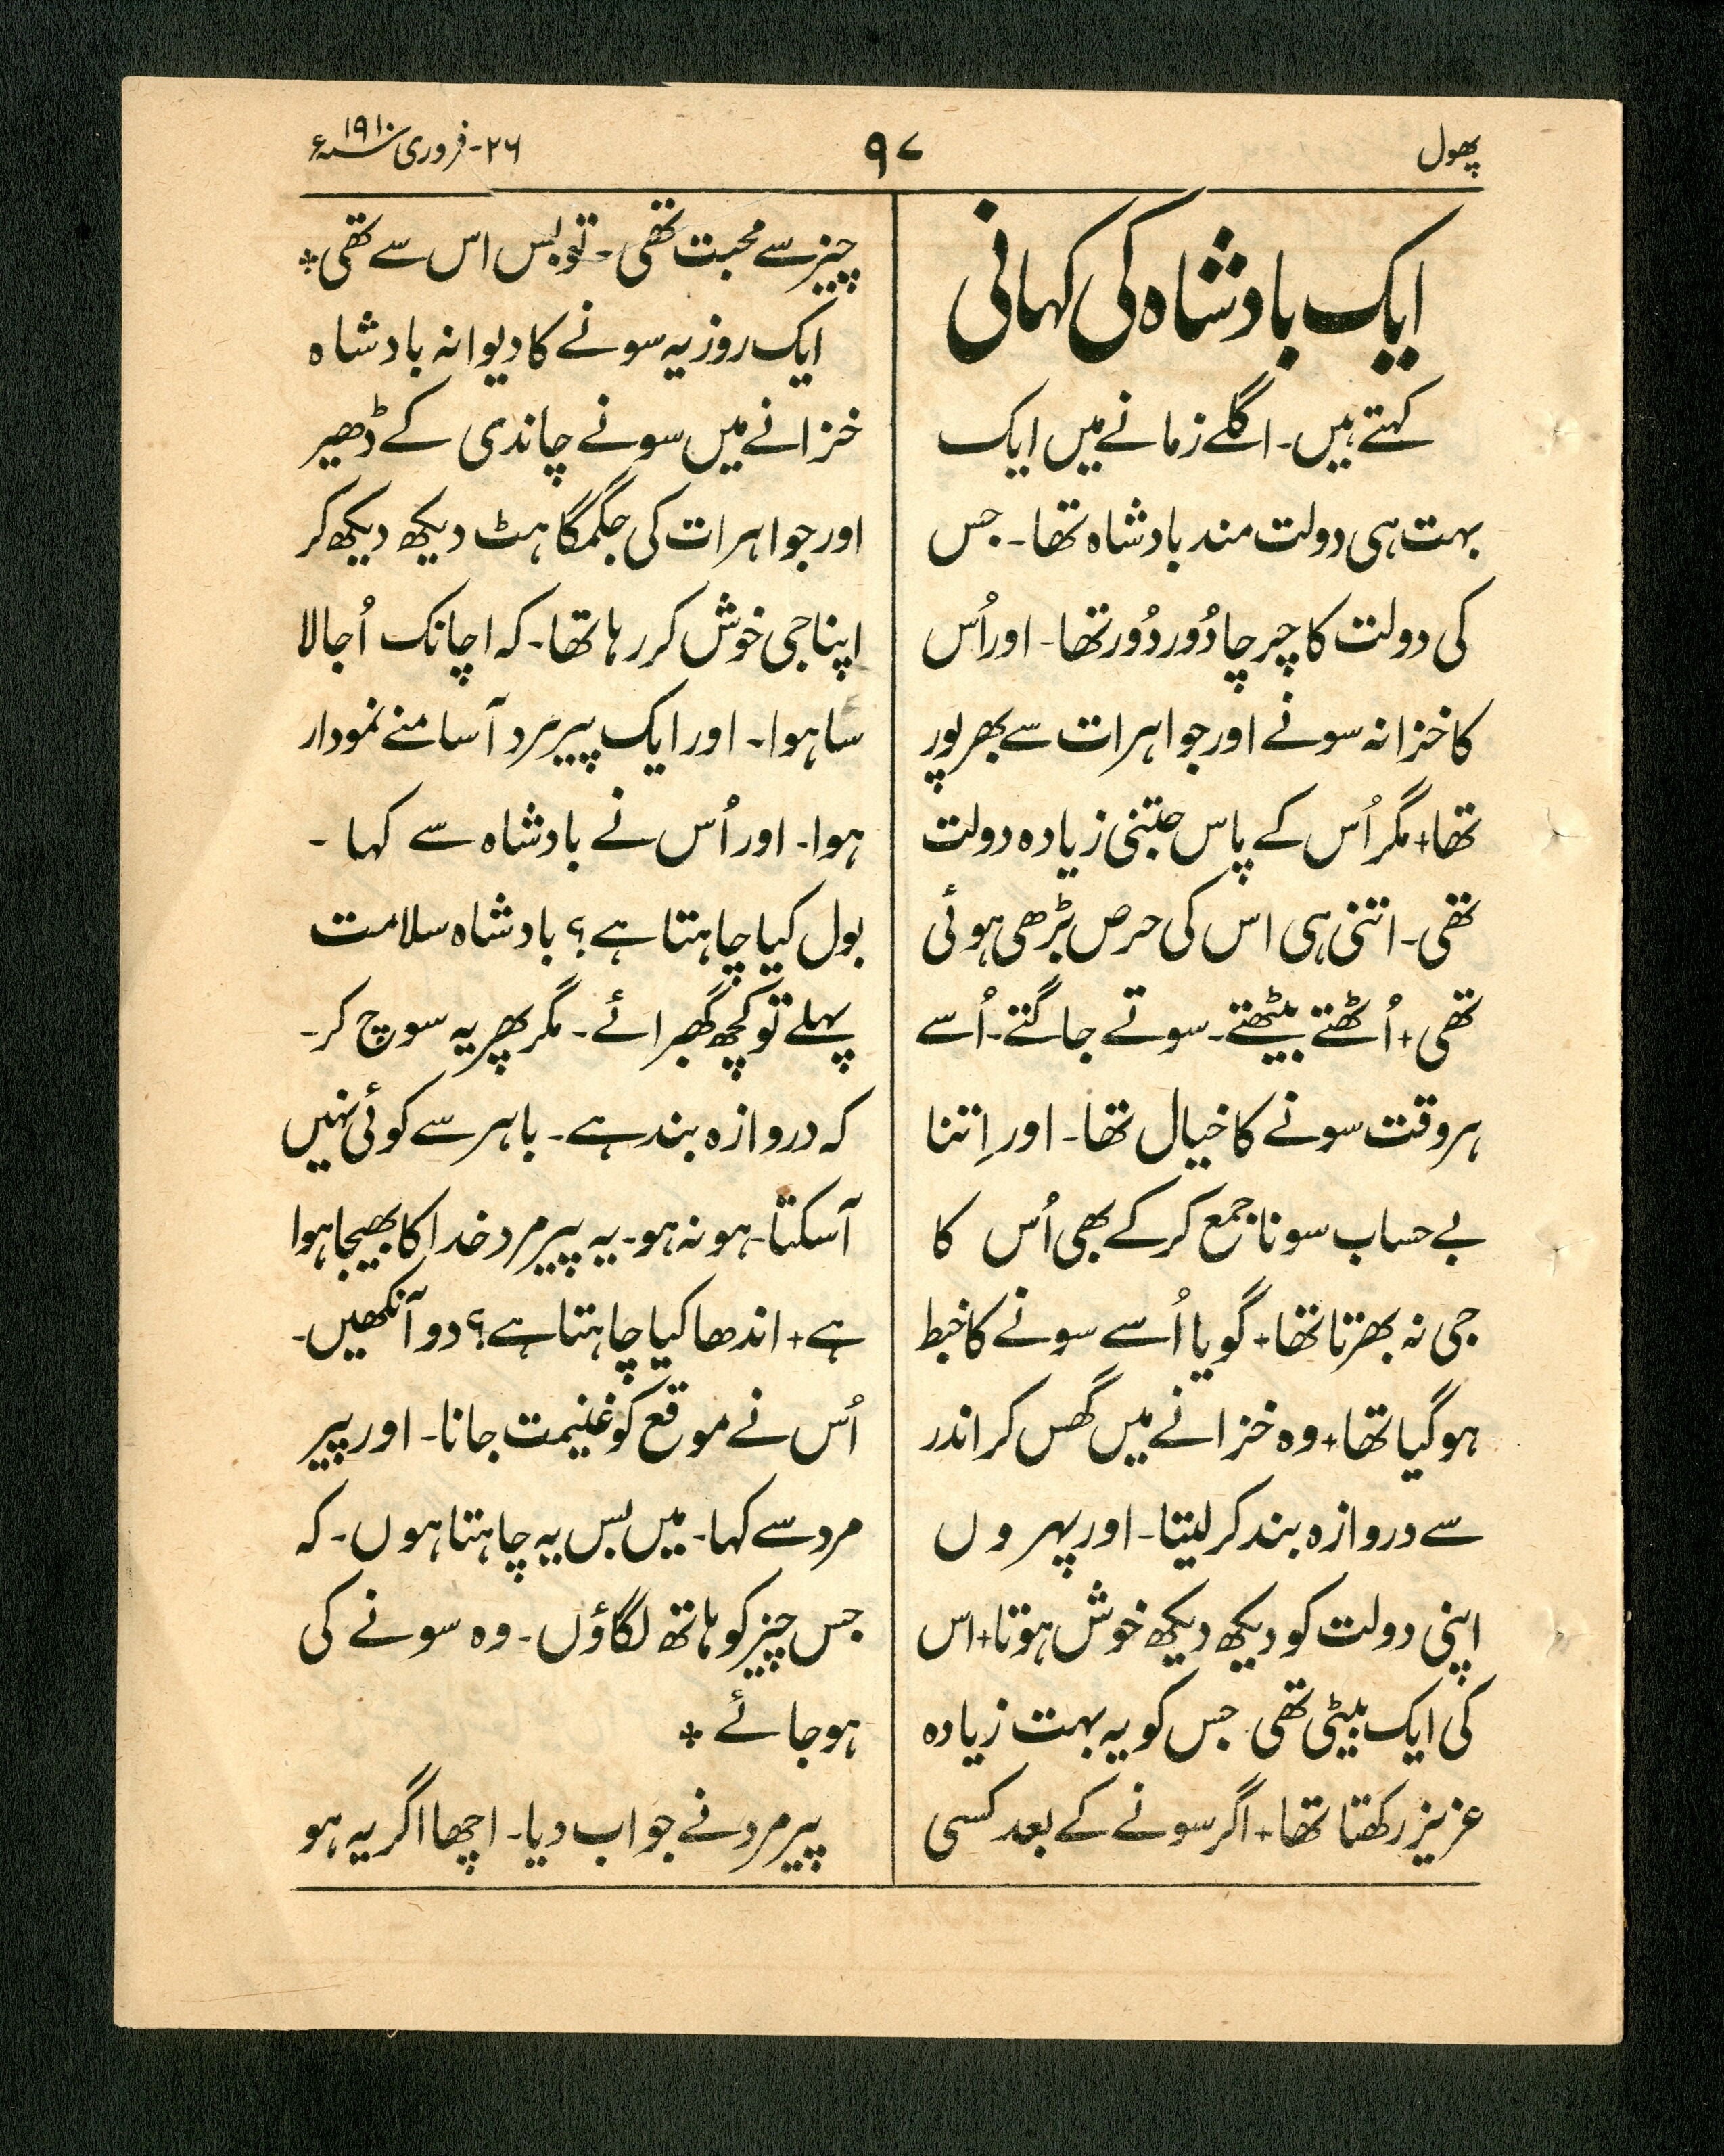 پھول
۹۷
۲۶-فروری سنہ ۱۹۱۰ء
ایک بادشاہ کی کہانی
کہتے ہیں۔ اگلے زمانے میں ایک
بہت ہی دولت مند بادشاہ تھا۔ جس
کی دولت کا چرچا دُور دُور تھا۔ اور اُس
کا خزانہ سونے اور جواہرات سے بھرپور
تھا+ مگر اُس کے پاس جتنی زیادہ دولت
تھی۔ اتنی ہی اس کی حرص بڑھی ہوئی
تھی+ اُٹھتے بیٹھتے۔ سوتے جاگتے۔ اُسے
ہر وقت سونے کا خیال تھا۔ اور اِتنا
بے حساب سونا جمع کر کے بھی اُس کا
جی نہ بھرتا تھا+ گویا اُسے سونے کا خبط
ہو گیا تھا+ وہ خزانے میں گھس کر اندر
سے دروازہ بند کر لیتا۔ اور پہروں
اپنی دولت کو دیکھ دیکھ خوش ہوتا+ اس
کی ایک بیٹی تھی جس کو یہ بہت زیادہ
عزیز رکھتا تھا+ اگر سونے کے بعد کسی
چیز سے محبت تھی۔ تو بس اس سے تھی ٭
ایک روز یہ سونے کا دیوانہ بادشاہ
خزانے میں سونے چاندی کے ڈھیر
اور جواہرات کی جگمگاہٹ دیکھ دیکھ کر
اپنا جی خوش کر رہا تھا۔ کہ اچانک اُجالا
سا ہوا۔ اور ایک پیرمرد آ سامنے نمودار
ہوا۔ اور اُس نے بادشاہ سے کہا ۔
بول کیا چاہتا ہے؟ بادشاہ سلامت
پہلے تو کچھ گھبرائے۔ مگر پھر یہ سوچ کر۔
کہ دروازہ بند ہے۔ باہر سے کوئی نہیں
آسکتا۔ ہو نہ ہو۔ یہ پیر مرد خدا کا بھیجا ہوا
ہے+ اندھا کیا چاہتا ہے؟ دو آنکھیں۔
اُس نے موقع کو غنیمت جانا۔ اور پیر
مرد سے کہا۔ میں بس یہ چاہتا ہوں۔ کہ
جس چیز کو ہاتھ لگاؤں۔ وہ سونے کی
ہو جائے ٭
پیر مرد نے جواب دیا۔ اچھا اگر یہ ہو